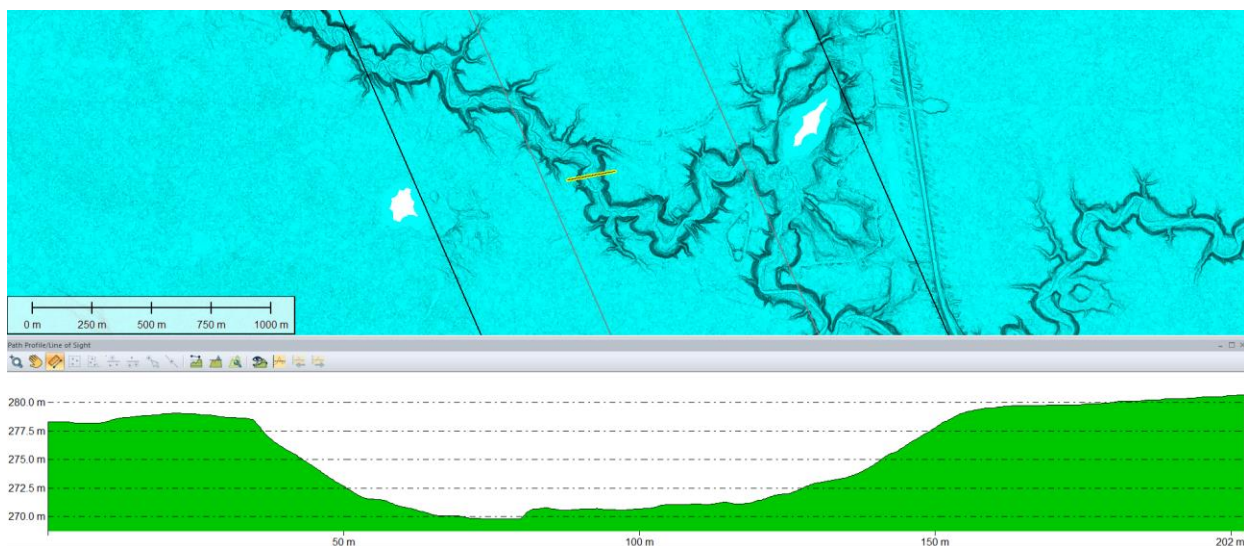 0 m 250 m 500 m 750 m 1000 m
Path Profile/Line of Sight
280.0 m
277.5 m
275.0 m
272.5 m
270.0 m
50 m 100 m 150 m 202 m